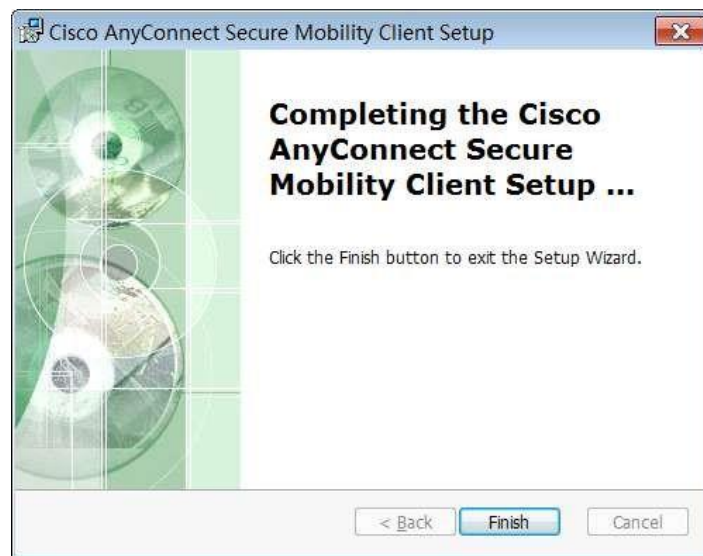 Cisco AnyConnect Secure Mobility Client Setup
Completing the Cisco
AnyConnect Secure
Mobility Client Setup ...
Click the Finish button to exit the Setup Wizard.
< Back
Finish
Cancel